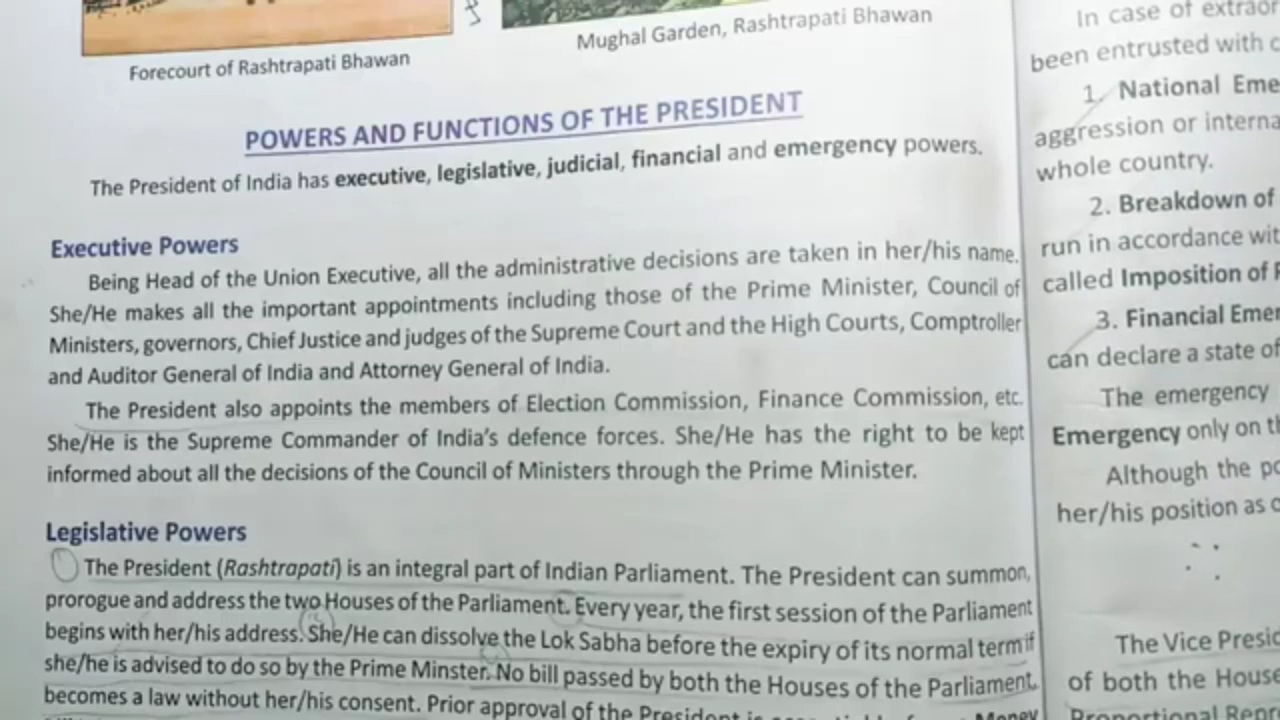 Forecourt of Rashtrapati Bhawan
Mughal Garden, Rashtrapati Bhawan
POWERS AND FUNCTIONS OF THE PRESIDENT
The President of India has executive, legislative, judicial, financial and emergency powers.
Executive Powers
Being Head of the Union Executive, all the administrative decisions are taken in her/his name.
She/He makes all the important appointments including those of the Prime Minister, Council of
Ministers, governors, Chief Justice and judges of the Supreme Court and the High Courts, Comptroller
and Auditor General of India and Attorney General of India.
The President also appoints the members of Election Commission, Finance Commission, etc.
She/He is the Supreme Commander of India's defence forces. She/He has the right to be kept
informed about all the decisions of the Council of Ministers through the Prime Minister.
Legislative Powers
The President (Rashtrapati) is an integral part of Indian Parliament. The President can summon,
prorogue and address the two Houses of the Parliament. Every year, the first session of the Parliament
begins with her/his address. She/He can dissolve the Lok Sabha before the expiry of its normal term if
she/he is advised to do so by the Prime Minster. No bill passed by both the Houses of the Parliament
becomes a law without her/his consent. Prior approval of the President is
In case of
been entrusted with
1. National
aggression or
whole country.
2. Breakdown of
run in accordance
called Imposition of
3. Financial
can declare a state of
The emergency
Emergency only on
Although the
her/his position as
The Vice
of both the